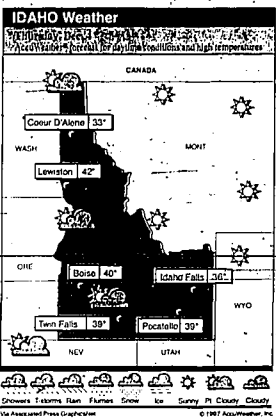 IDAHO Weather
AccuWeather® forecast for daytime conditions and high temperatures
CANADA
Coeur D'Alene 33°
WASH
MONT
Lewiston 42°
ORE
Boise 40°
Idaho Falls 36°
WYO
Twin Falls 39°
Pocatello 39°
NEV
UTAH
Showers T-storms Rain Flurries Snow Ice Sunny Pt. Cloudy Cloudy
Via Associated Press GraphicsNet
© 1997 AccuWeather, Inc.